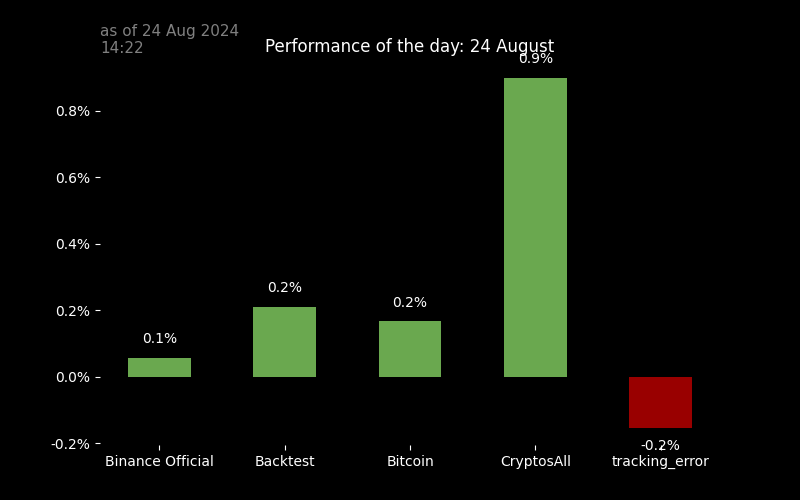 as of 24 Aug 2024
14:22
Performance of the day: 24 August
0.9%
0.8%
0.6%
0.4%
0.2%
0.2%
0.2%
0.1%
0.0%
-0.2%
-0.2%
Binance Official
Backtest
Bitcoin
CryptosAll
tracking_error